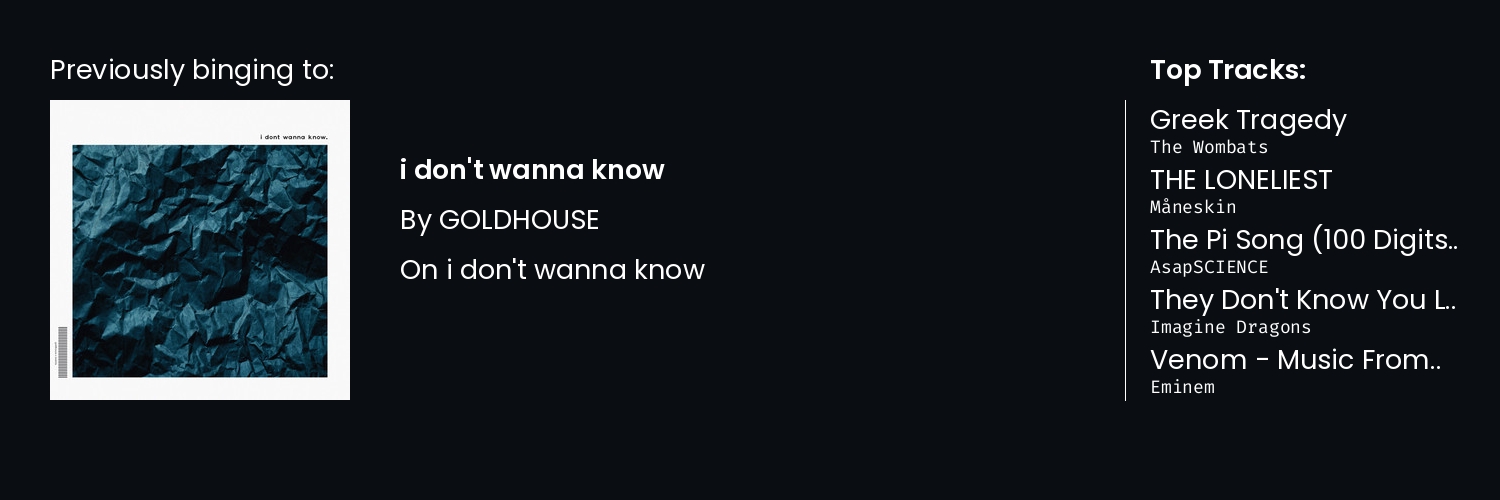 Previously binging to:
i dont wanna know.
i don't wanna know
By GOLDHOUSE
On i don't wanna know
Top Tracks:
Greek Tragedy
The Wombats
THE LONELIEST
Måneskin
The Pi Song (100 Digits..
AsapSCIENCE
They Don't Know You L..
Imagine Dragons
Venom - Music From..
Eminem